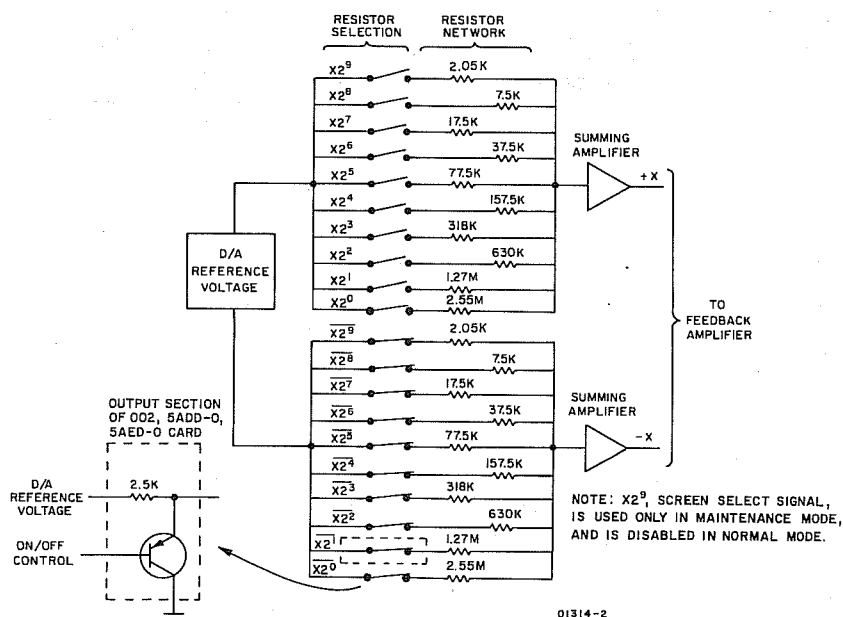 RESISTOR SELECTION
RESISTOR NETWORK
X2⁹ 2.05K
X2⁸ 7.5K
X2⁷ 17.5K
X2⁶ 37.5K
X2⁵ 77.5K
X2⁴ 157.5K
X2³ 318K
X2² 630K
X2¹ 1.27M
X2⁰ 2.55M
SUMMING AMPLIFIER
+X
D/A REFERENCE VOLTAGE
TO FEEDBACK AMPLIFIER
X2⁹ 2.05K
X2⁸ 7.5K
X2⁷ 17.5K
X2⁶ 37.5K
X2⁵ 77.5K
X2⁴ 157.5K
X2³ 318K
X2² 630K
X2¹ 1.27M
X2⁰ 2.55M
SUMMING AMPLIFIER
-X
OUTPUT SECTION
OF 002, 5ADD-0,
5AED-0 CARD
D/A REFERENCE VOLTAGE
2.5K
ON/OFF CONTROL
NOTE: X2⁹, SCREEN SELECT SIGNAL,
IS USED ONLY IN MAINTENANCE MODE,
AND IS DISABLED IN NORMAL MODE.
01314-2